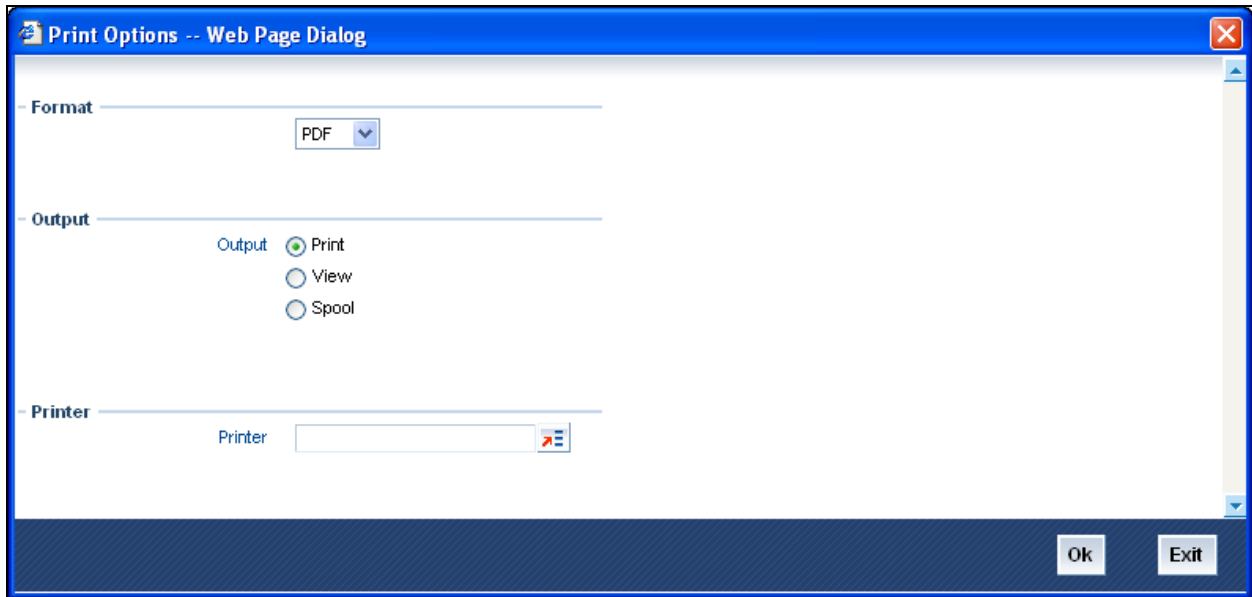 Print Options -- Web Page Dialog
Format
PDF
Output
Output Print
View
Spool
Printer
Printer
Ok Exit